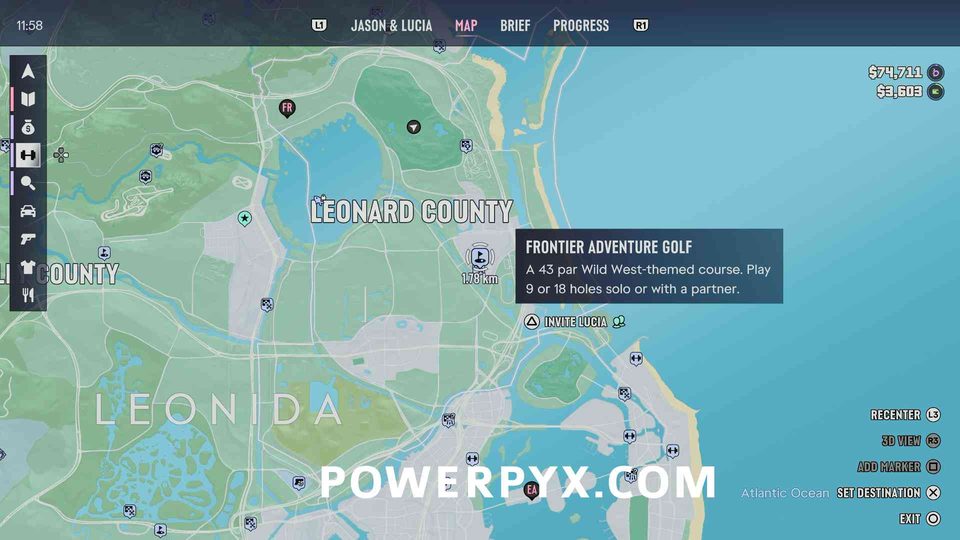 11:58
L1 JASON & LUCIA MAP BRIEF PROGRESS R1
$74,711
$3,603
FR
LEONARD COUNTY
FRONTIER ADVENTURE GOLF
A 43 par Wild West-themed course. Play
9 or 18 holes solo or with a partner.
1.78 km
COUNTY
INVITE LUCIA
LEONIDA
RECENTER L3
3D VIEW R3
ADD MARKER
POWERPYX.COM
EA
Atlantic Ocean SET DESTINATION
EXIT